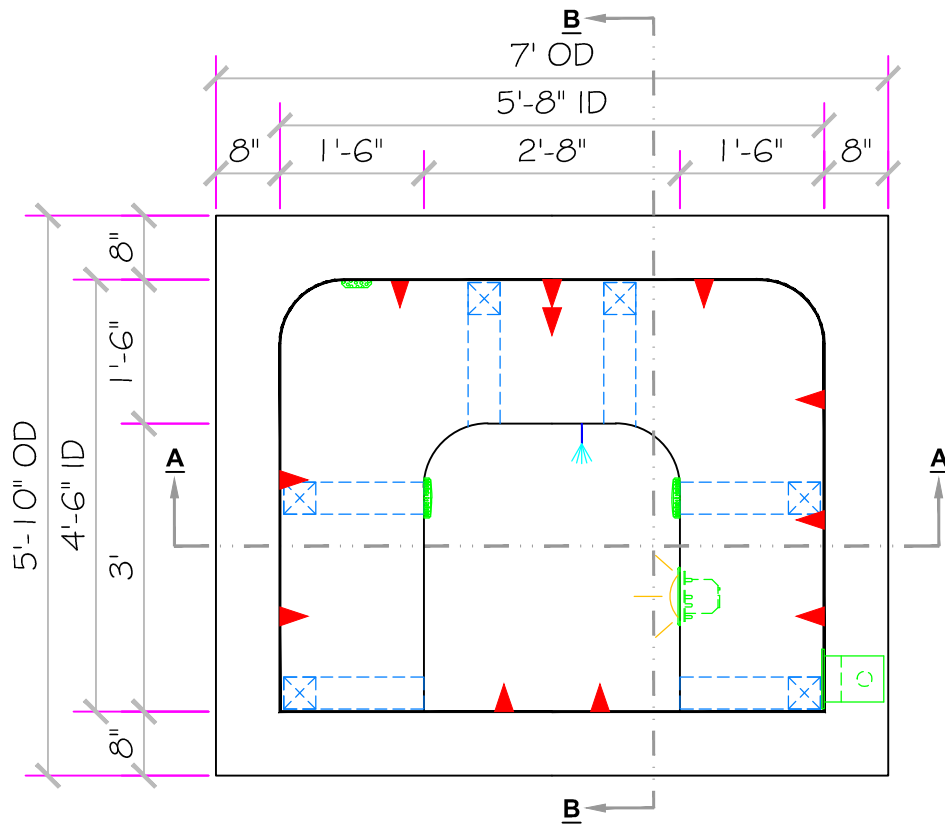 B
7' OD
5'-8" ID
8"
1'-6"
2'-8"
1'-6"
8"
8"
1'-6"
5'-10" OD
4'-6" ID
3'
8"
A
A
B